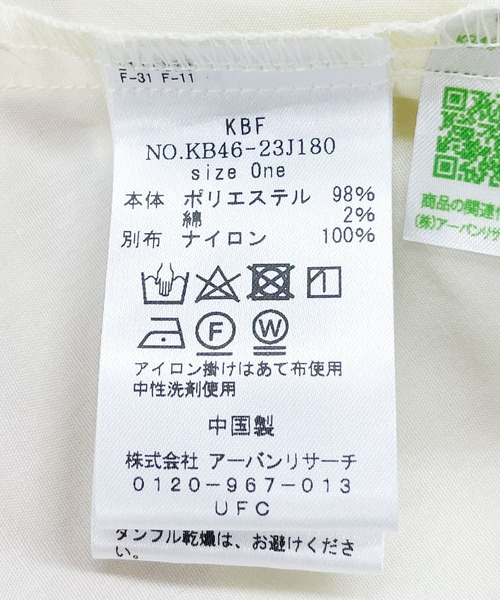 F-31 F-11
KBF
NO.KB46-23J180
size One
本体 ポリエステル 98%
綿 2%
別布 ナイロン 100%
F W
アイロン掛けはあて布使用
中性洗剤使用
中国製
株式会社 アーバンリサーチ
0120-967-013
UFC
タンブル乾燥は、お避けくださ
い。
商品の関連
(株)アーバンリサ